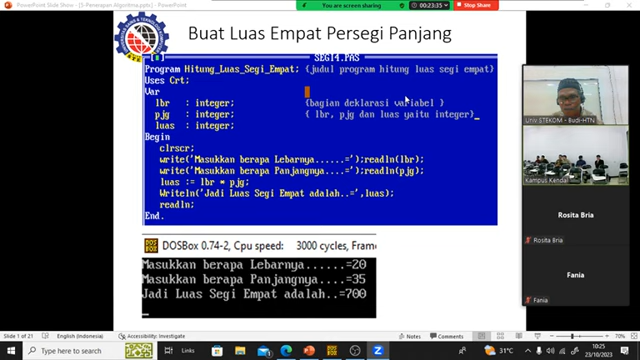 PowerPoint Slide Show - [5-Penerapan Algoritma.pptx] - PowerPoint
You are screen sharing
00:23:35
Stop Share
Buat Luas Empat Persegi Panjang
SEGI4.PAS
Program Hitung_Luas_Segi_Empat; {judul program hitung luas segi empat}
Uses Crt;
Var
lbr : integer; {bagian deklarasi variabel }
pjg : integer; { lbr, pjg dan luas yaitu integer}_
luas : integer;
Begin
clrscr;
write('Masukkan berapa Lebarnya......=');readln(lbr);
write('Masukkan berapa Panjangnya....=');readln(pjg);
luas := lbr * pjg;
Writeln('Jadi Luas Segi Empat adalah..=',luas);
readln;
End.
DOSBox 0.74-2, Cpu speed: 3000 cycles, Fram
Masukkan berapa Lebarnya......=20
Masukkan berapa Panjangnya....=35
Jadi Luas Segi Empat adalah..=700
Univ STEKOM - Budi-HTN
Kampus Kendal
Rosita Bria
Rosita Bria
Fania
Fania
Slide 1 of 21
English (Indonesia)
Accessibility: Investigate
Notes
Comments
70%
Type here to search
31°C
10:25
23/10/2023